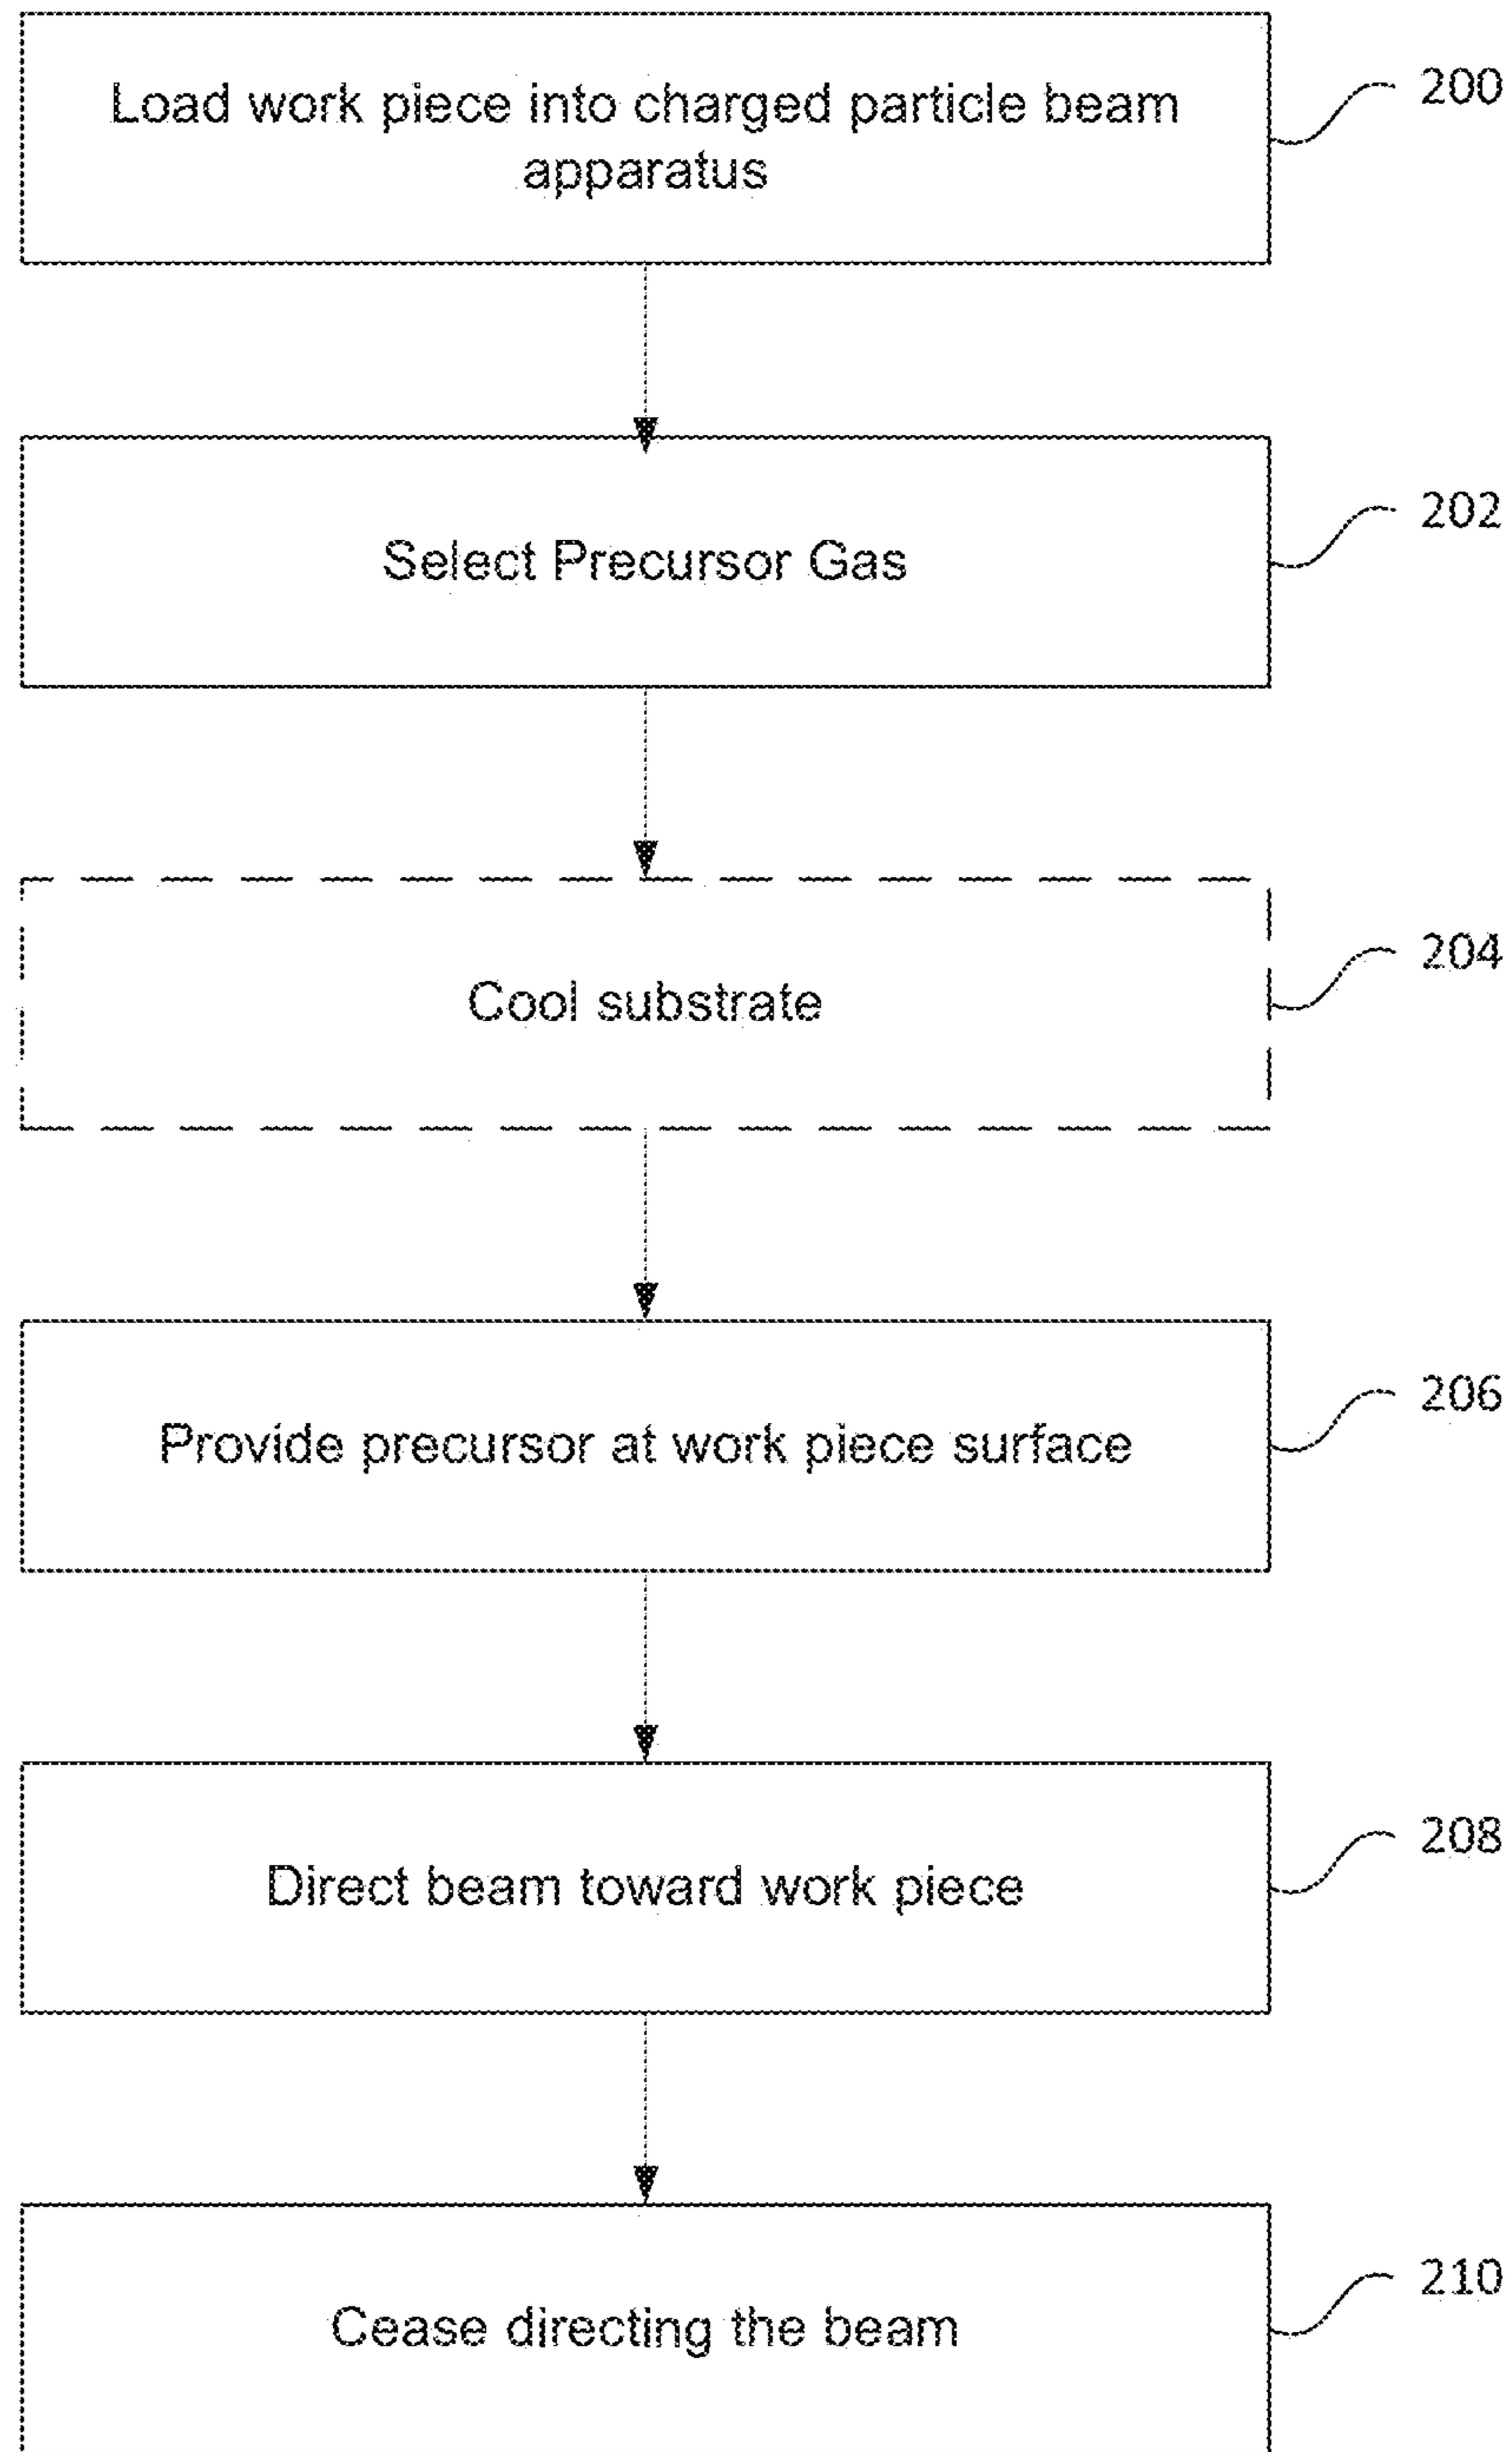 Load work piece into charged particle beam
apparatus
200
Select Precursor Gas
202
Cool substrate
204
Provide precursor at work piece surface
206
Direct beam toward work piece
208
Cease directing the beam
210